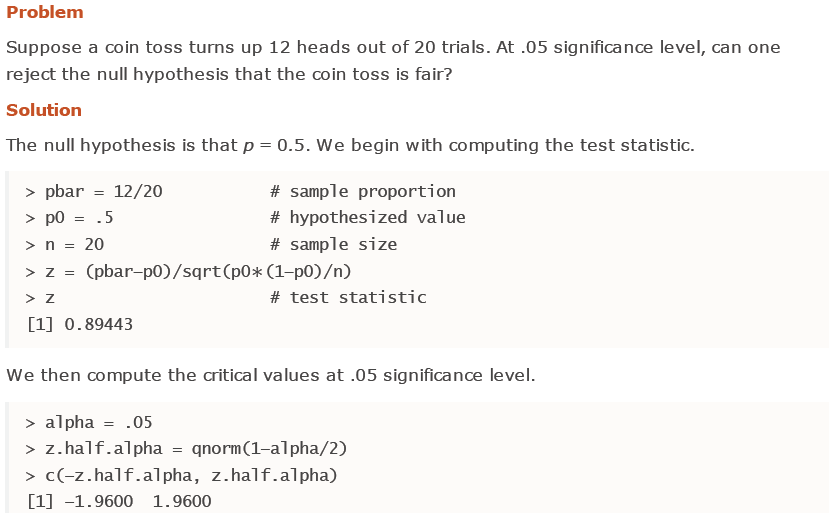 Problem
Suppose a coin toss turns up 12 heads out of 20 trials. At .05 significance level, can one
reject the null hypothesis that the coin toss is fair?
Solution
The null hypothesis is that p = 0.5. We begin with computing the test statistic.
> pbar = 12/20           # sample proportion
> p0 = .5                # hypothesized value
> n = 20                 # sample size
> z = (pbar−p0)/sqrt(p0∗(1−p0)/n)
> z                      # test statistic
[1] 0.89443
We then compute the critical values at .05 significance level.
> alpha = .05
> z.half.alpha = qnorm(1−alpha/2)
> c(−z.half.alpha, z.half.alpha)
[1] −1.9600  1.9600